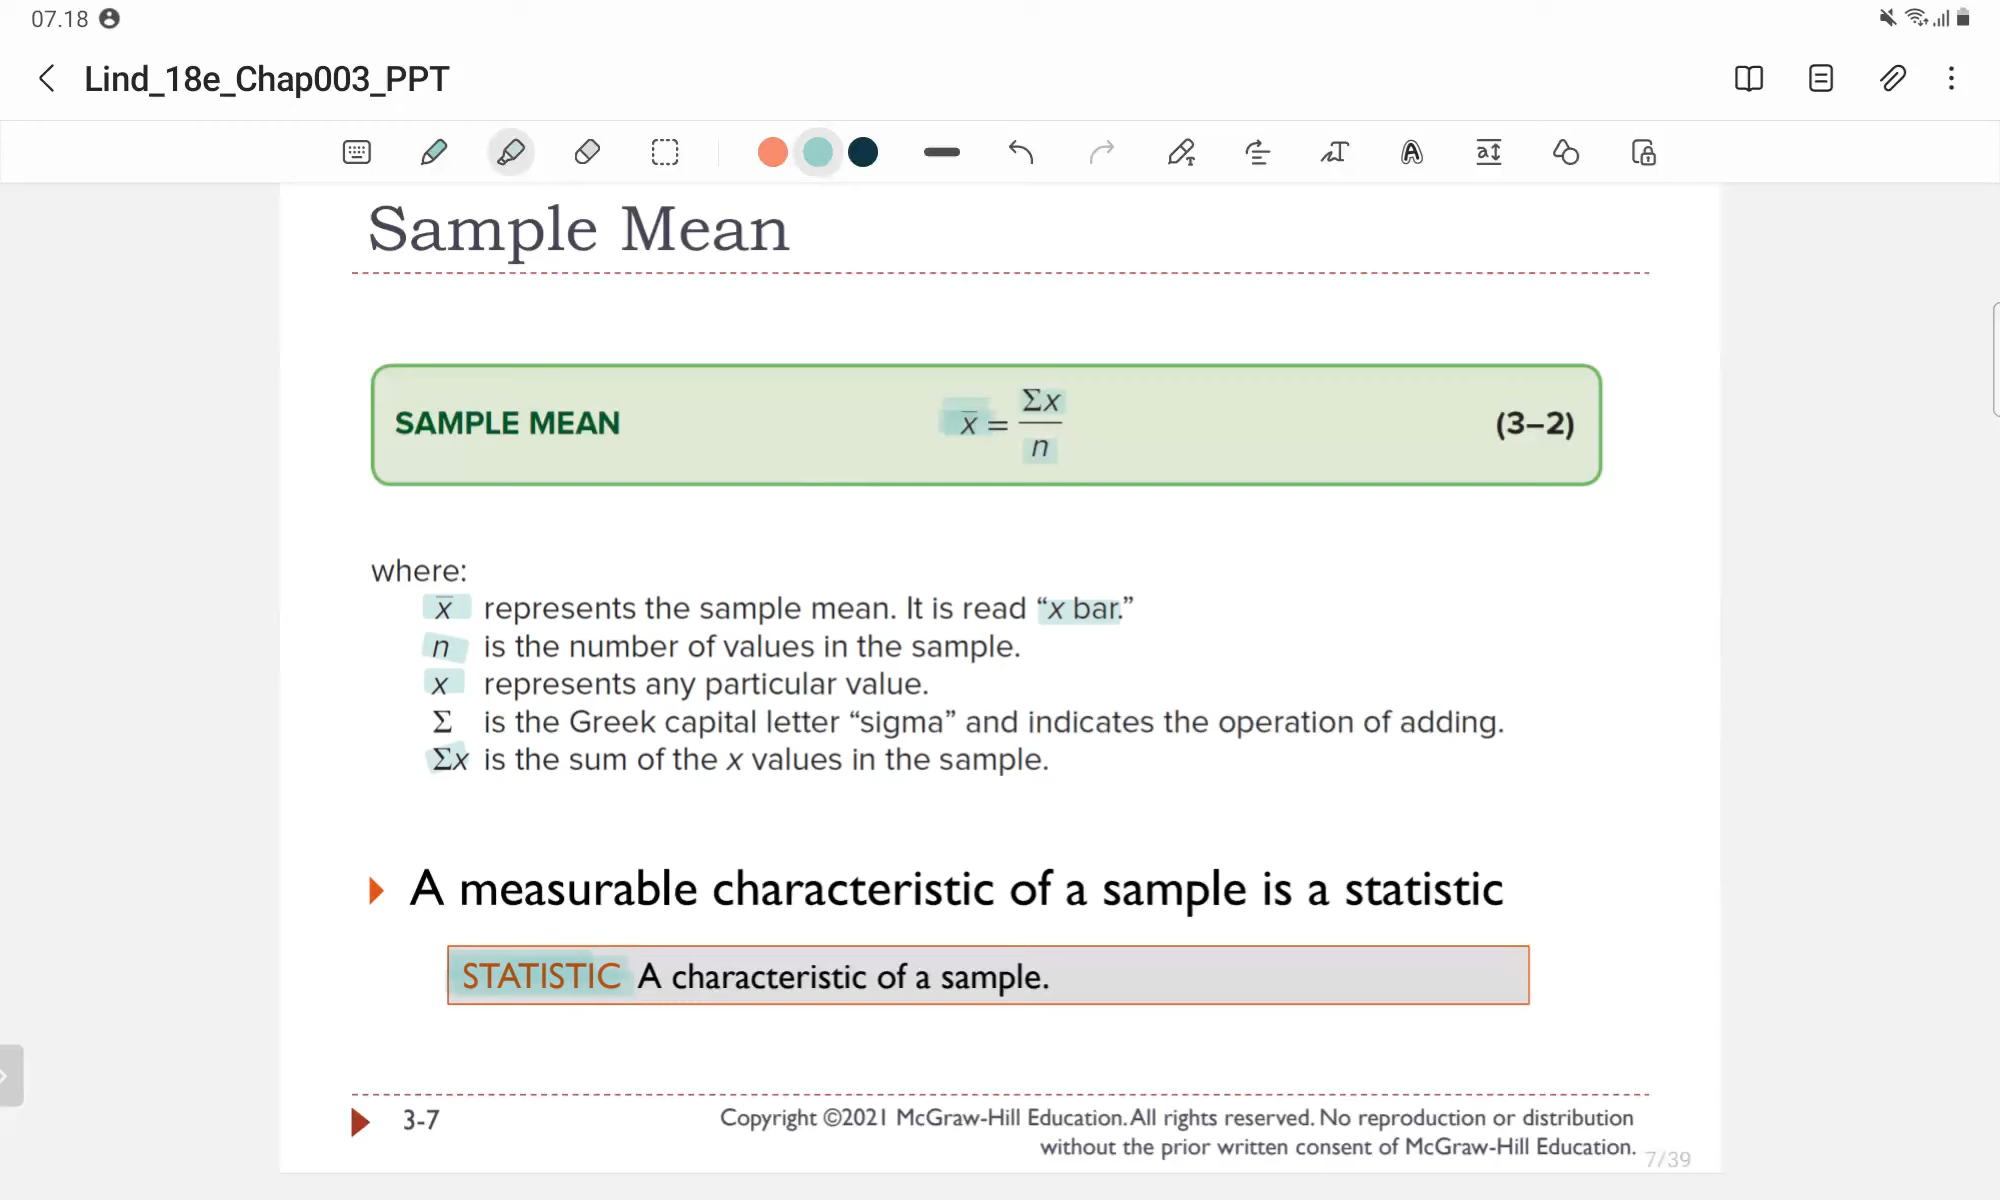 07.18
Lind_18e_Chap003_PPT
Sample Mean
SAMPLE MEAN x̄ = Σx / n (3–2)
where:
x̄ represents the sample mean. It is read “x bar.”
n is the number of values in the sample.
x represents any particular value.
Σ is the Greek capital letter “sigma” and indicates the operation of adding.
Σx is the sum of the x values in the sample.
A measurable characteristic of a sample is a statistic
STATISTIC A characteristic of a sample.
3-7
Copyright ©2021 McGraw-Hill Education. All rights reserved. No reproduction or distribution
without the prior written consent of McGraw-Hill Education.
7/39